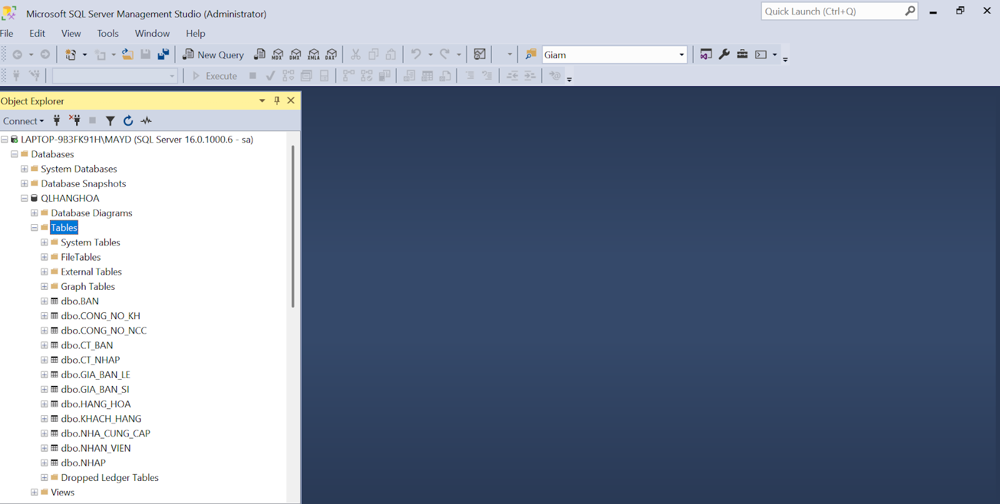 Microsoft SQL Server Management Studio (Administrator)
Quick Launch (Ctrl+Q)
File Edit View Tools Window Help
New Query MDX DMX XMLA DAX Giam
Execute
Object Explorer
Connect
LAPTOP-9B3FK91H\MAYD (SQL Server 16.0.1000.6 - sa)
Databases
System Databases
Database Snapshots
QLHANGHOA
Database Diagrams
Tables
System Tables
FileTables
External Tables
Graph Tables
dbo.BAN
dbo.CONG_NO_KH
dbo.CONG_NO_NCC
dbo.CT_BAN
dbo.CT_NHAP
dbo.GIA_BAN_LE
dbo.GIA_BAN_SI
dbo.HANG_HOA
dbo.KHACH_HANG
dbo.NHA_CUNG_CAP
dbo.NHAN_VIEN
dbo.NHAP
Dropped Ledger Tables
Views